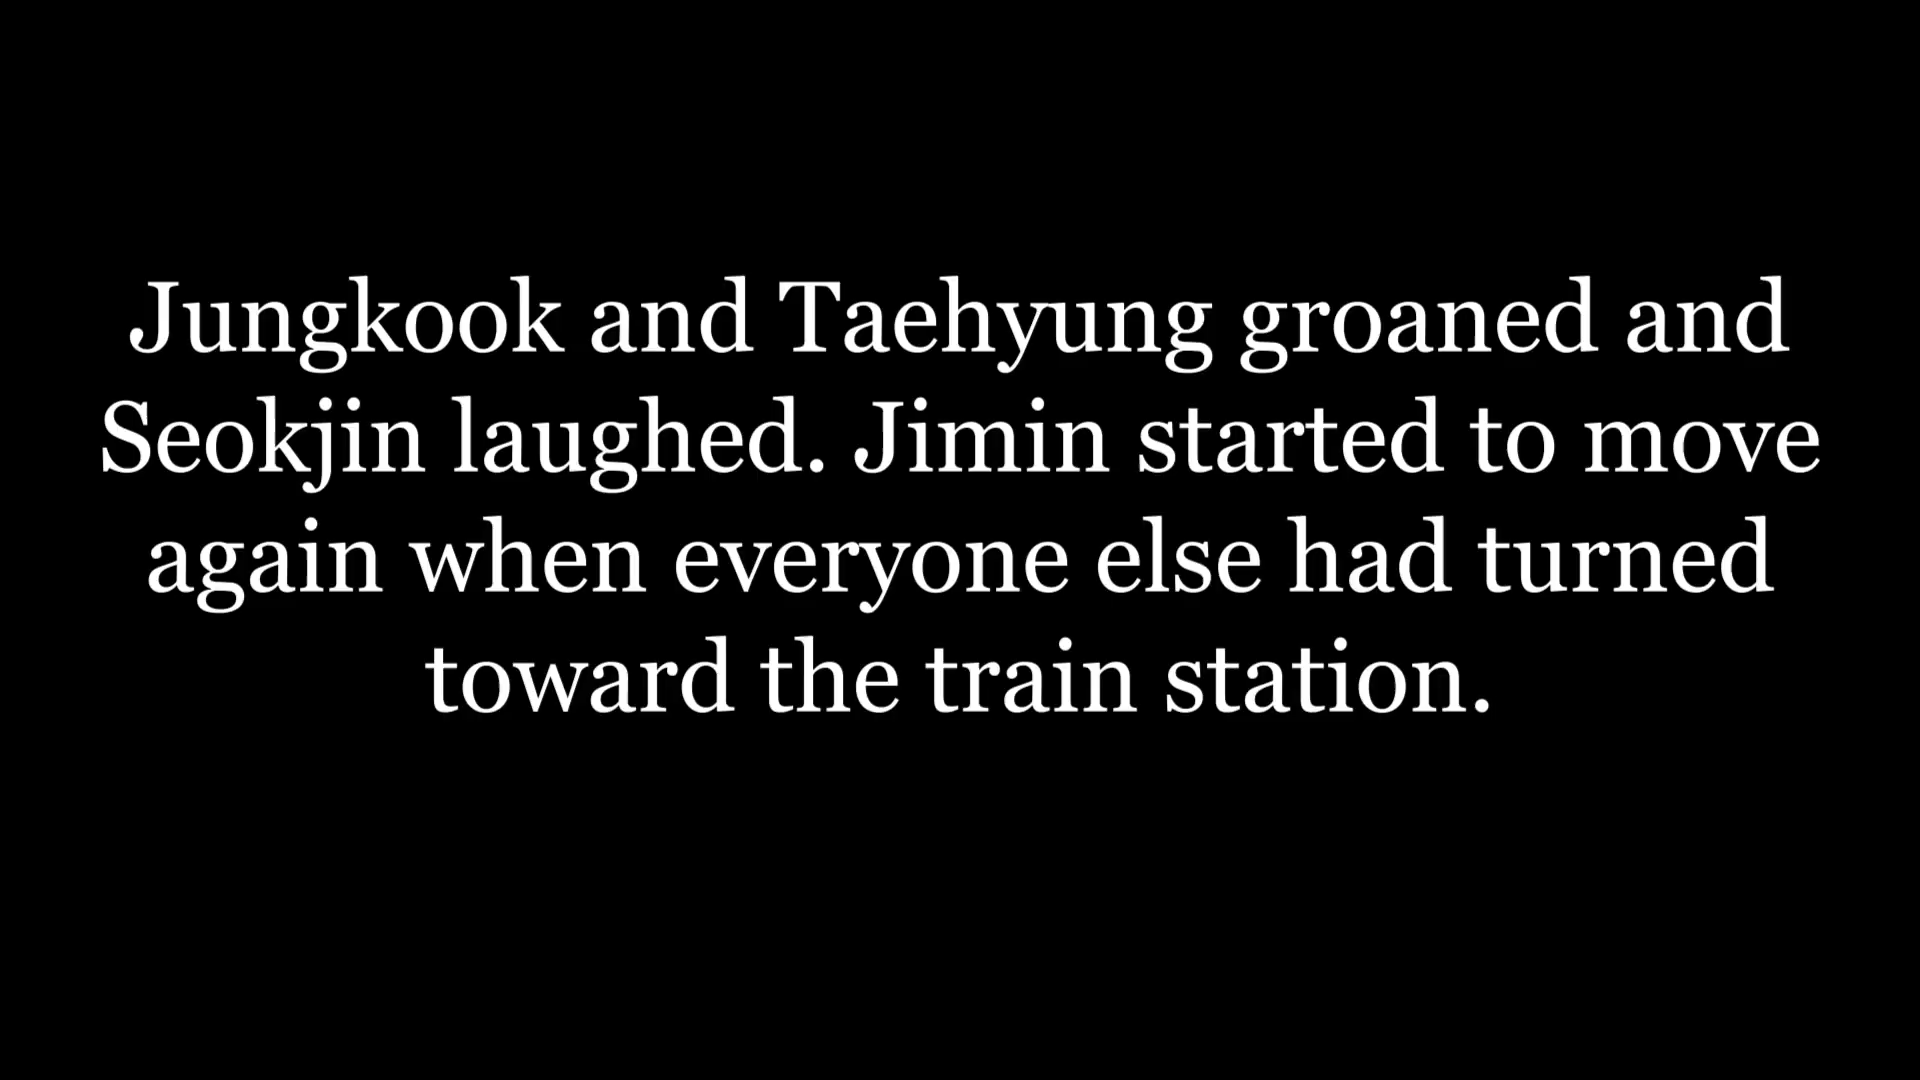 Jungkook and Taehyung groaned and
Seokjin laughed. Jimin started to move
again when everyone else had turned
toward the train station.